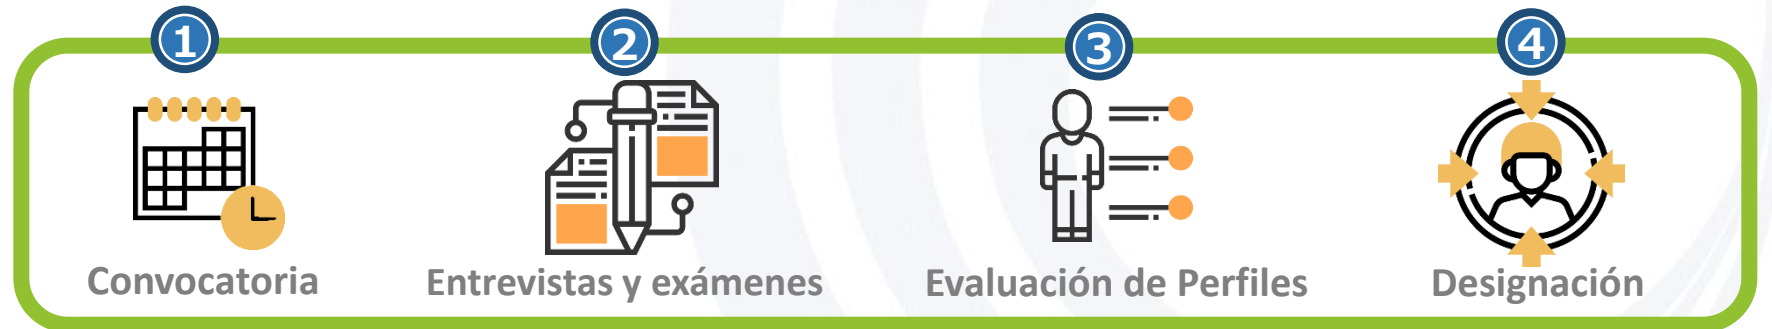 1
2
3
4
Convocatoria
Entrevistas y exámenes
Evaluación de Perfiles
Designación